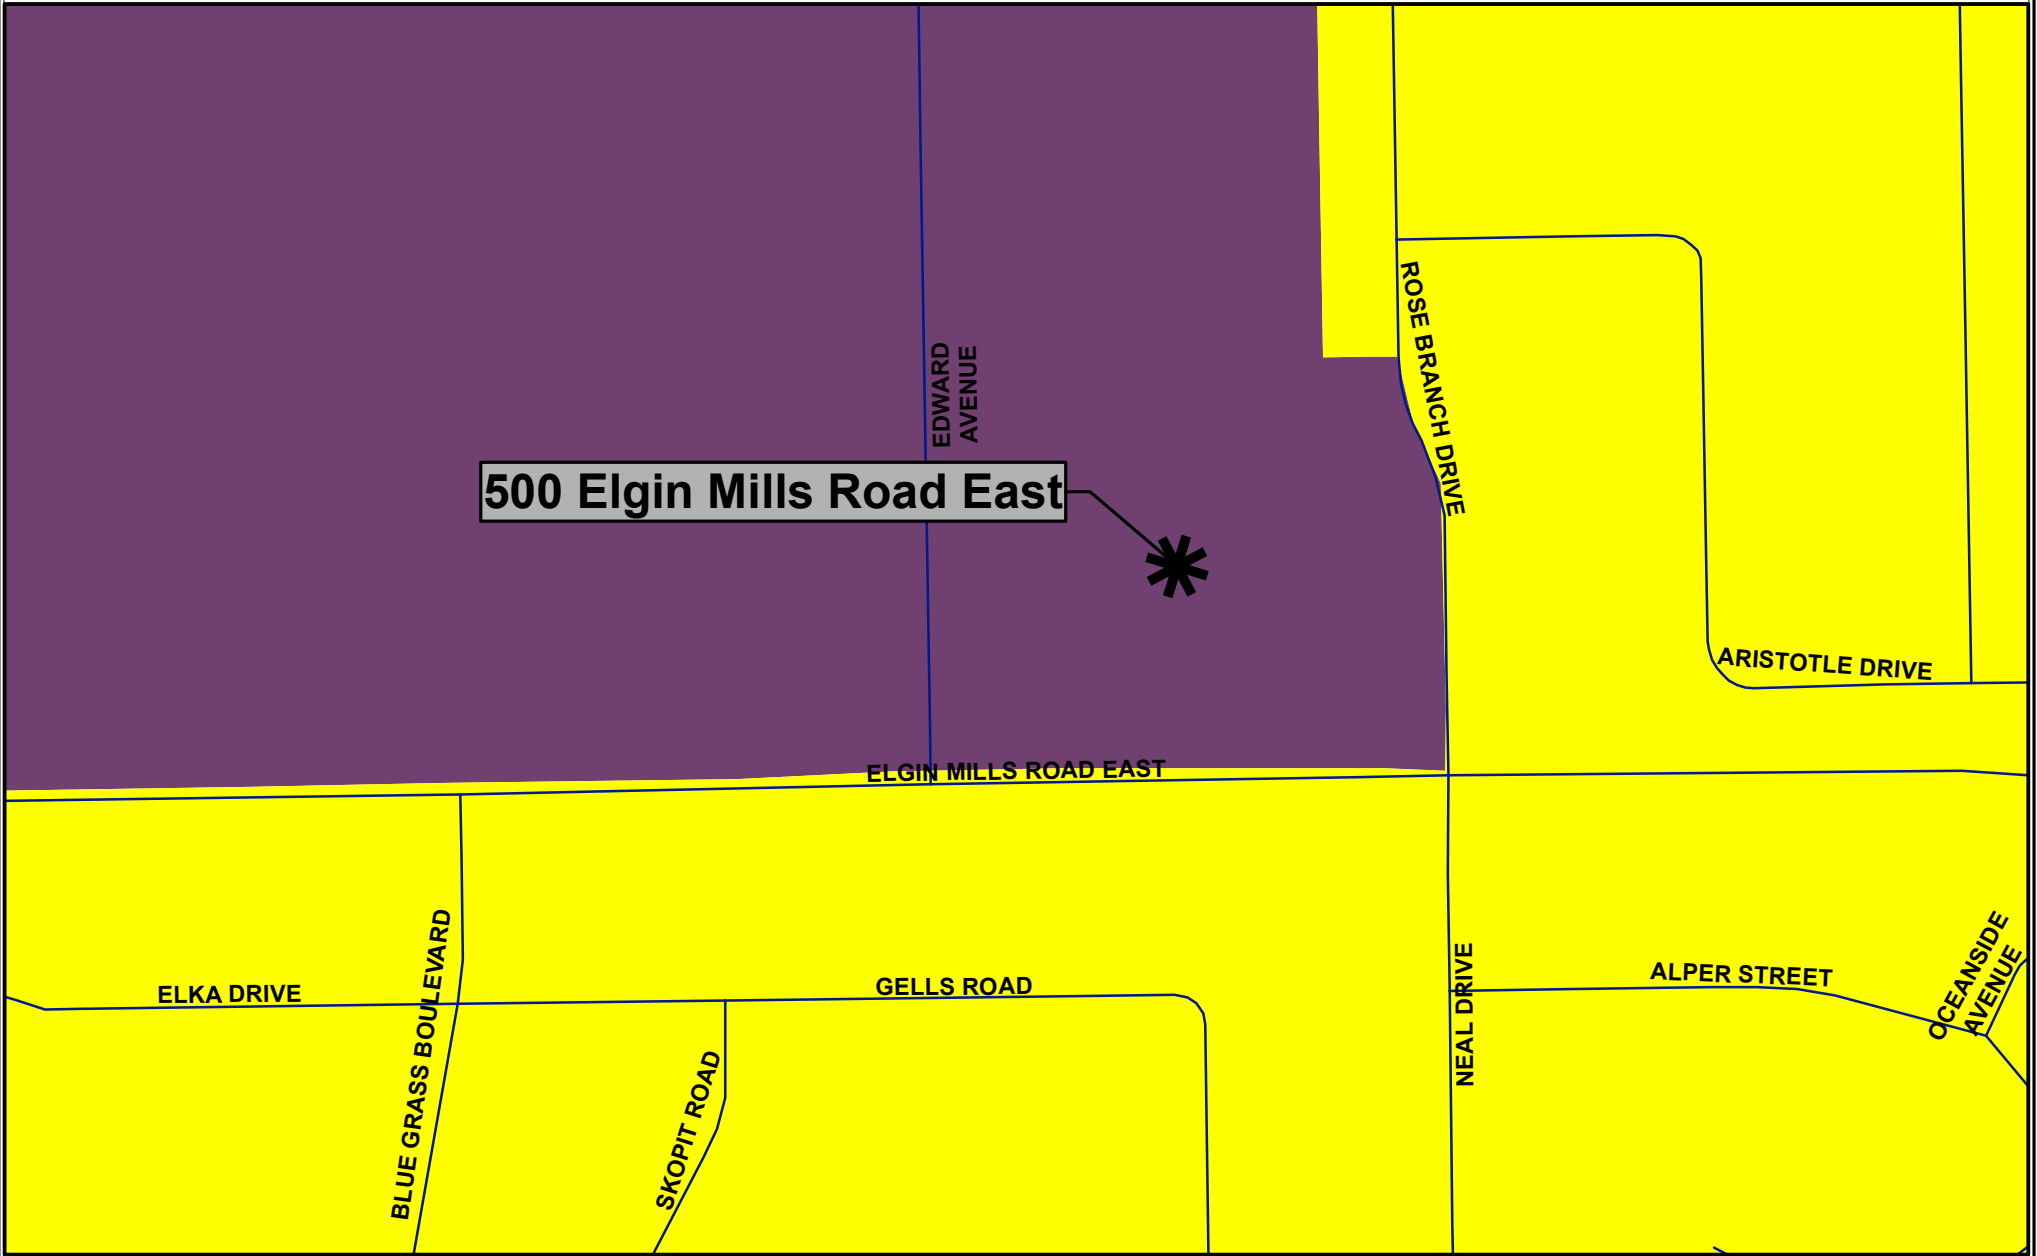 ROSE BRANCH DRIVE
EDWARD
AVENUE
500 Elgin Mills Road East
ARISTOTLE DRIVE
ELGIN MILLS ROAD EAST
BLUE GRASS BOULEVARD
ELKA DRIVE
GELLS ROAD
SKOPIT ROAD
NEAL DRIVE
ALPER STREET
OCEANSIDE
AVENUE